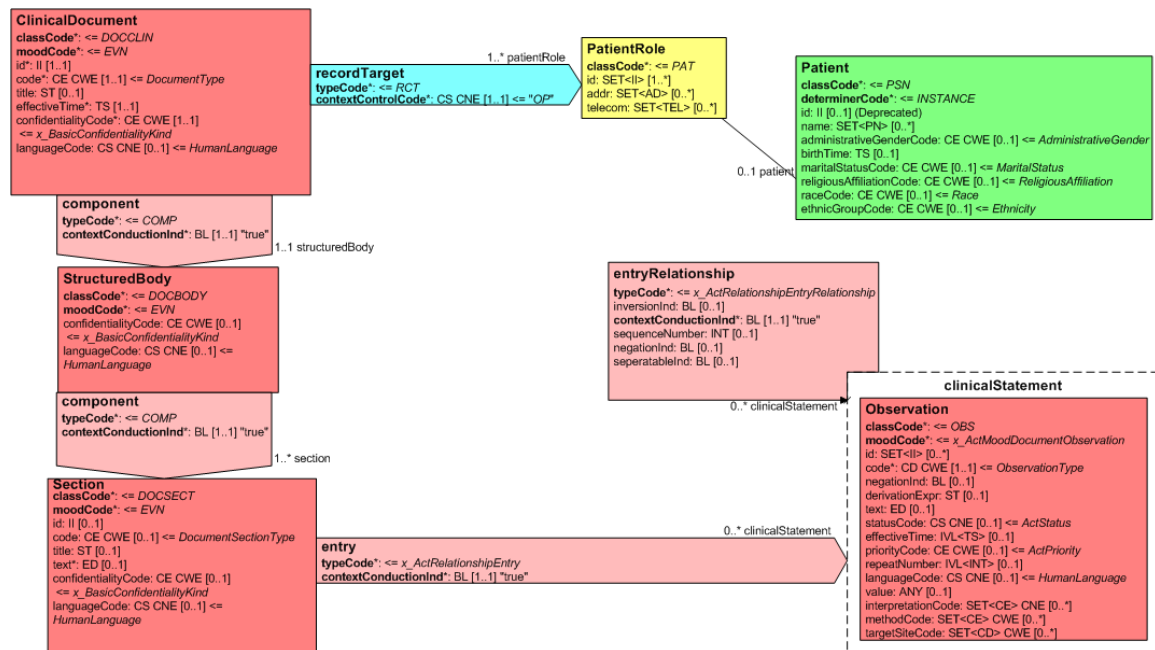 ClinicalDocument
classCode*: <= DOCCLIN
moodCode*: <= EVN
id*: II [1..1]
code*: CE CWE [1..1] <= DocumentType
title: ST [0..1]
effectiveTime*: TS [1..1]
confidentialityCode*: CE CWE [1..1]
<= x_BasicConfidentialityKind
languageCode: CS CNE [0..1] <= HumanLanguage
1..* patientRole
recordTarget
typeCode*: <= RCT
contextControlCode*: CS CNE [1..1] <= "OP"
PatientRole
classCode*: <= PAT
id: SET<II> [1..*]
addr: SET<AD> [0..*]
telecom: SET<TEL> [0..*]
0..1 patient
Patient
classCode*: <= PSN
determinerCode*: <= INSTANCE
id: II [0..1] (Deprecated)
name: SET<PN> [0..*]
administrativeGenderCode: CE CWE [0..1] <= AdministrativeGender
birthTime: TS [0..1]
maritalStatusCode: CE CWE [0..1] <= MaritalStatus
religiousAffiliationCode: CE CWE [0..1] <= ReligiousAffiliation
raceCode: CE CWE [0..1] <= Race
ethnicGroupCode: CE CWE [0..1] <= Ethnicity
component
typeCode*: <= COMP
contextConductionInd*: BL [1..1] "true"
1..1 structuredBody
StructuredBody
classCode*: <= DOCBODY
moodCode*: <= EVN
confidentialityCode: CE CWE [0..1]
<= x_BasicConfidentialityKind
languageCode: CS CNE [0..1] <=
HumanLanguage
component
typeCode*: <= COMP
contextConductionInd*: BL [1..1] "true"
1..* section
Section
classCode*: <= DOCSECT
moodCode*: <= EVN
id: II [0..1]
code: CE CWE [0..1] <= DocumentSectionType
title: ST [0..1]
text*: ED [0..1]
confidentialityCode: CE CWE [0..1]
<= x_BasicConfidentialityKind
languageCode: CS CNE [0..1] <=
HumanLanguage
0..* clinicalStatement
entry
typeCode*: <= x_ActRelationshipEntry
contextConductionInd*: BL [1..1] "true"
entryRelationship
typeCode*: <= x_ActRelationshipEntryRelationship
inversionInd: BL [0..1]
contextConductionInd*: BL [1..1] "true"
sequenceNumber: INT [0..1]
negationInd: BL [0..1]
seperatableInd: BL [0..1]
0..* clinicalStatement
clinicalStatement
Observation
classCode*: <= OBS
moodCode*: <= x_ActMoodDocumentObservation
id: SET<II> [0..*]
code*: CD CWE [1..1] <= ObservationType
negationInd: BL [0..1]
derivationExpr: ST [0..1]
text: ED [0..1]
statusCode: CS CNE [0..1] <= ActStatus
effectiveTime: IVL<TS> [0..1]
priorityCode: CE CWE [0..1] <= ActPriority
repeatNumber: IVL<INT> [0..1]
languageCode: CS CNE [0..1] <= HumanLanguage
value: ANY [0..1]
interpretationCode: SET<CE> CNE [0..*]
methodCode: SET<CE> CWE [0..*]
targetSiteCode: SET<CD> CWE [0..*]